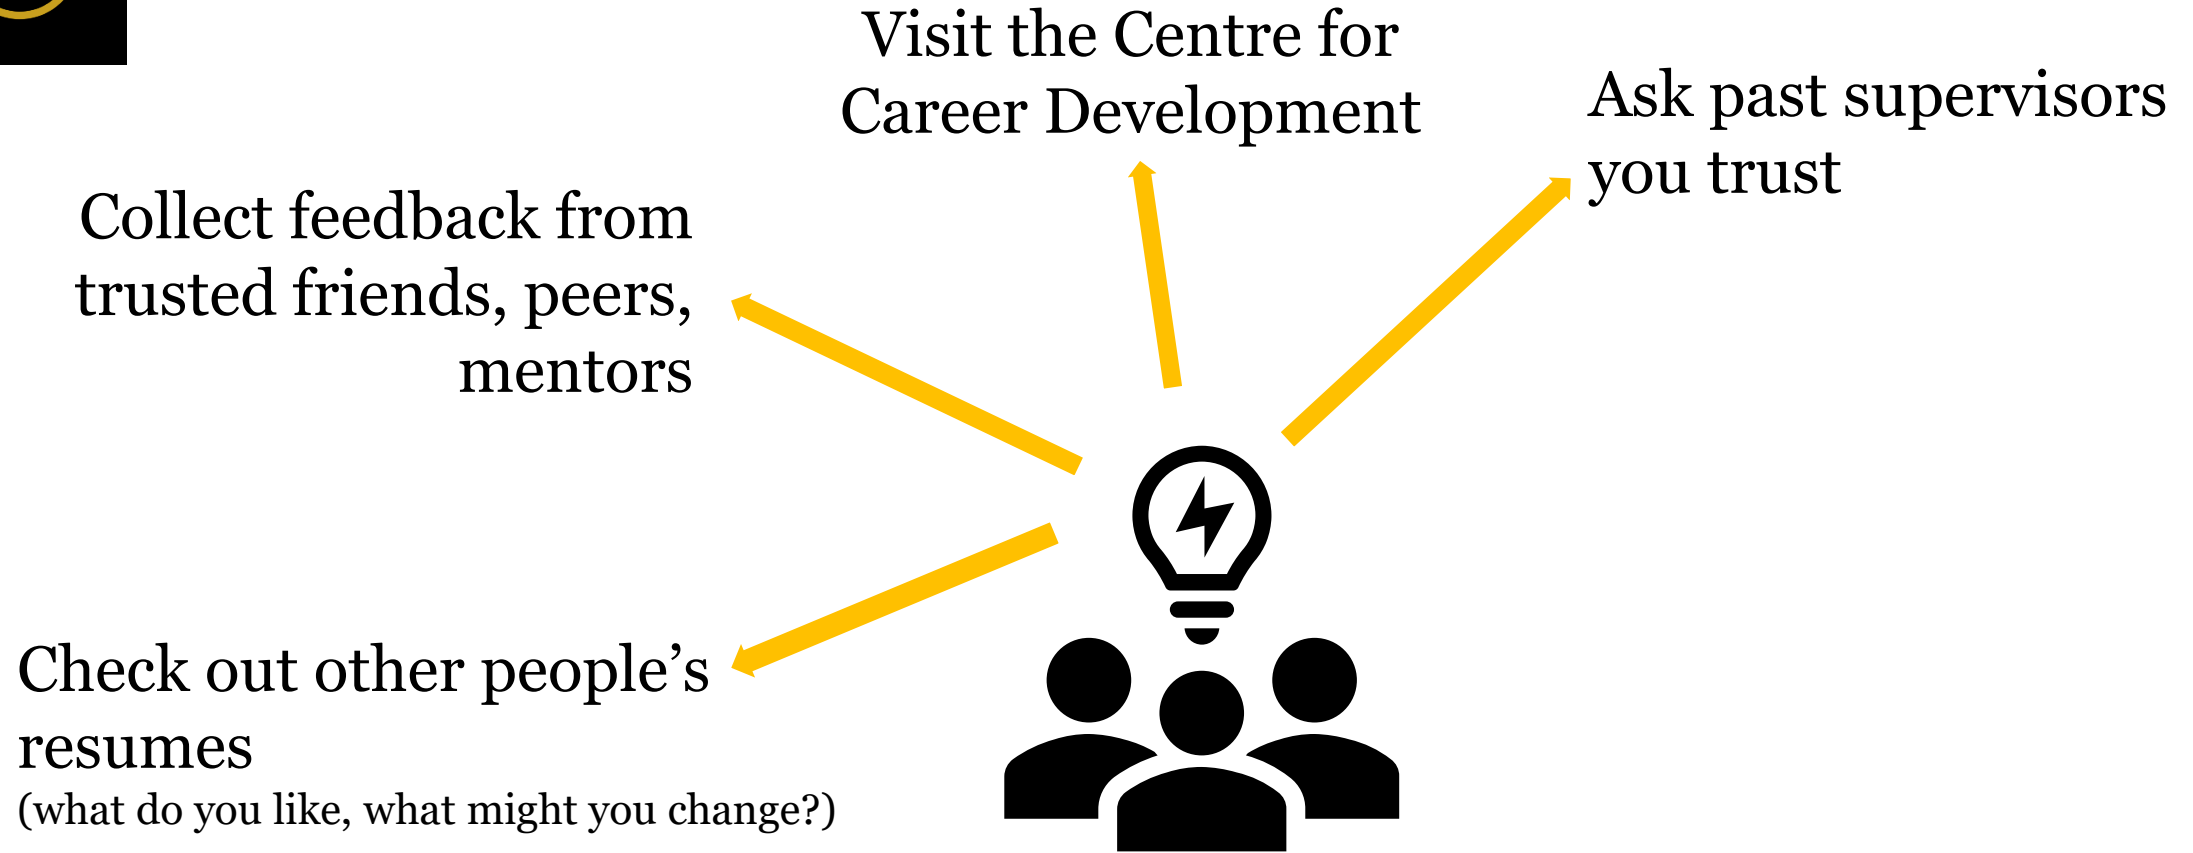 Visit the Centre for
Career Development
Ask past supervisors
you trust
Collect feedback from
trusted friends, peers,
mentors
Check out other people’s
resumes
(what do you like, what might you change?)